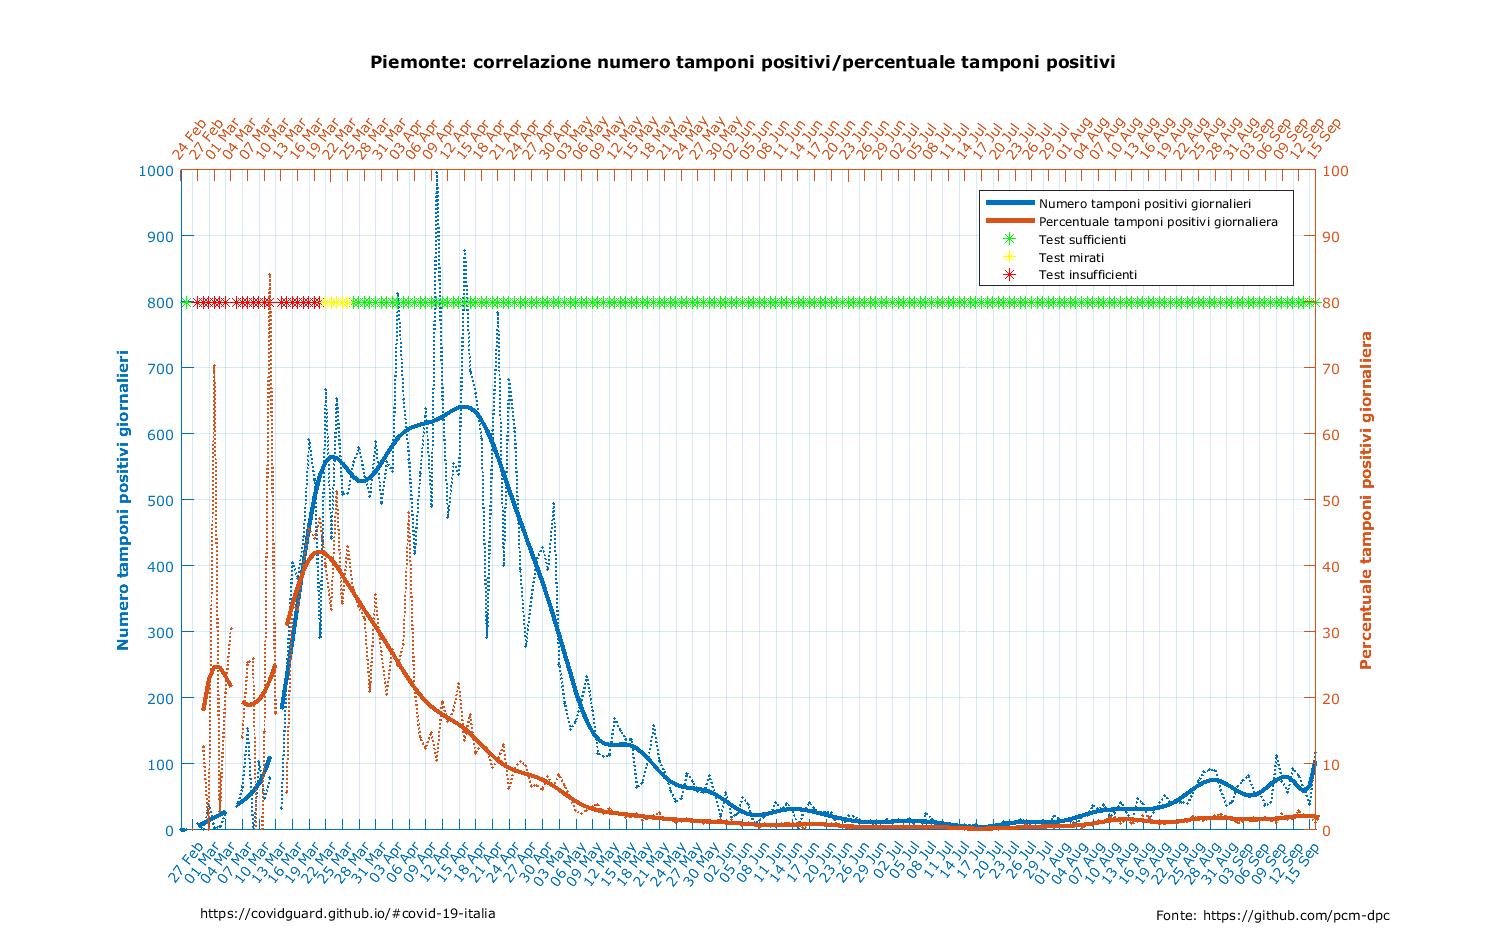 Piemonte: correlazione numero tamponi positivi/percentuale tamponi positivi
24 Feb 27 Feb 01 Mar 04 Mar 07 Mar 10 Mar 13 Mar 16 Mar 19 Mar 22 Mar 25 Mar 28 Mar 31 Mar 03 Apr 06 Apr 09 Apr 12 Apr 15 Apr 18 Apr 21 Apr 24 Apr 27 Apr 30 Apr 03 May 06 May 09 May 12 May 15 May 18 May 21 May 24 May 27 May 30 May 02 Jun 05 Jun 08 Jun 11 Jun 14 Jun 17 Jun 20 Jun 23 Jun 26 Jun 29 Jun 02 Jul 05 Jul 08 Jul 11 Jul 14 Jul 17 Jul 20 Jul 23 Jul 26 Jul 29 Jul 01 Aug 04 Aug 07 Aug 10 Aug 13 Aug 16 Aug 19 Aug 22 Aug 25 Aug 28 Aug 31 Aug 03 Sep 06 Sep 09 Sep 12 Sep 15 Sep
1000 100
900 90
800 80
700 70
600 60
500 50
400 40
300 30
200 20
100 10
0 0
Numero tamponi positivi giornalieri
Percentuale tamponi positivi giornaliera
Numero tamponi positivi giornalieri
Percentuale tamponi positivi giornaliera
Test sufficienti
Test mirati
Test insufficienti
27 Feb 01 Mar 04 Mar 07 Mar 10 Mar 13 Mar 16 Mar 19 Mar 22 Mar 25 Mar 28 Mar 31 Mar 03 Apr 06 Apr 09 Apr 12 Apr 15 Apr 18 Apr 21 Apr 24 Apr 27 Apr 30 Apr 03 May 06 May 09 May 12 May 15 May 18 May 21 May 24 May 27 May 30 May 02 Jun 05 Jun 08 Jun 11 Jun 14 Jun 17 Jun 20 Jun 23 Jun 26 Jun 29 Jun 02 Jul 05 Jul 08 Jul 11 Jul 14 Jul 17 Jul 20 Jul 23 Jul 26 Jul 29 Jul 01 Aug 04 Aug 07 Aug 10 Aug 13 Aug 16 Aug 19 Aug 22 Aug 25 Aug 28 Aug 31 Aug 03 Sep 06 Sep 09 Sep 12 Sep 15 Sep
https://covidguard.github.io/#covid-19-italia
Fonte: https://github.com/pcm-dpc